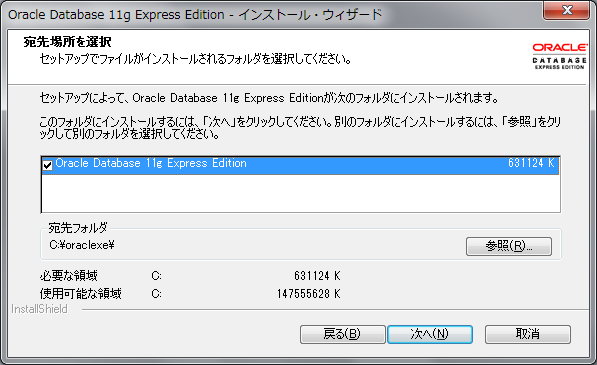 Oracle Database 11g Express Edition - インストール・ウィザード
宛先場所を選択
セットアップでファイルがインストールされるフォルダを選択してください。
ORACLE
DATABASE
EXPRESS EDITION
セットアップによって、Oracle Database 11g Express Editionが次のフォルダにインストールされます。
このフォルダにインストールするには、「次へ」をクリックしてください。別のフォルダにインストールするには、「参照」をクリ
ックして別のフォルダを選択してください。
Oracle Database 11g Express Edition 631124 K
宛先フォルダ
C:¥oraclexe¥
参照(R)...
必要な領域 C: 631124 K
使用可能な領域 C: 147555628 K
InstallShield
戻る(B) 次へ(N) 取消